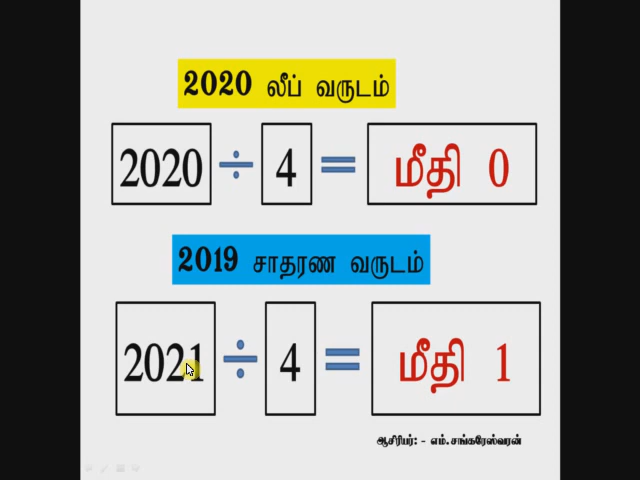 2020 லீப் வருடம்
2020 ÷ 4 = மீதி 0
2019 சாதரண வருடம்
2021 ÷ 4 = மீதி 1
ஆசிரியர்: - எம்.சங்கரேஸ்வரன்